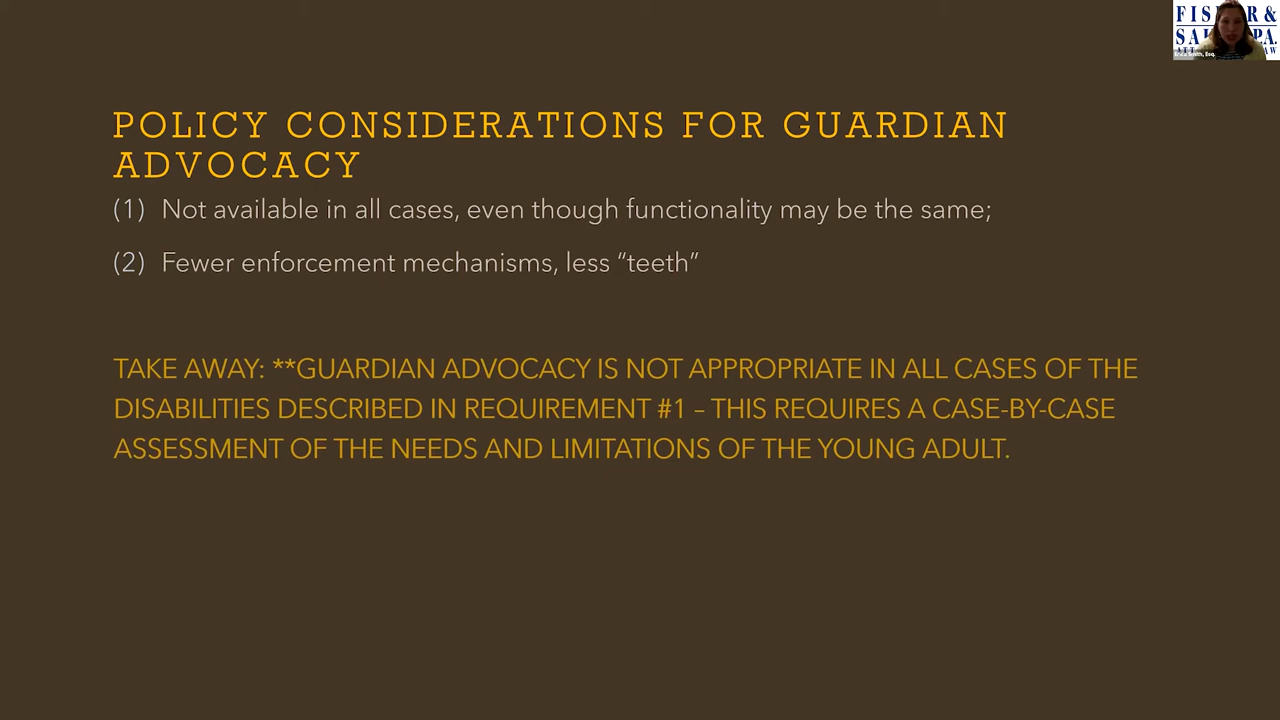 POLICY CONSIDERATIONS FOR GUARDIAN
ADVOCACY
(1) Not available in all cases, even though functionality may be the same;
(2) Fewer enforcement mechanisms, less “teeth”
TAKE AWAY: **GUARDIAN ADVOCACY IS NOT APPROPRIATE IN ALL CASES OF THE
DISABILITIES DESCRIBED IN REQUIREMENT #1 – THIS REQUIRES A CASE-BY-CASE
ASSESSMENT OF THE NEEDS AND LIMITATIONS OF THE YOUNG ADULT.